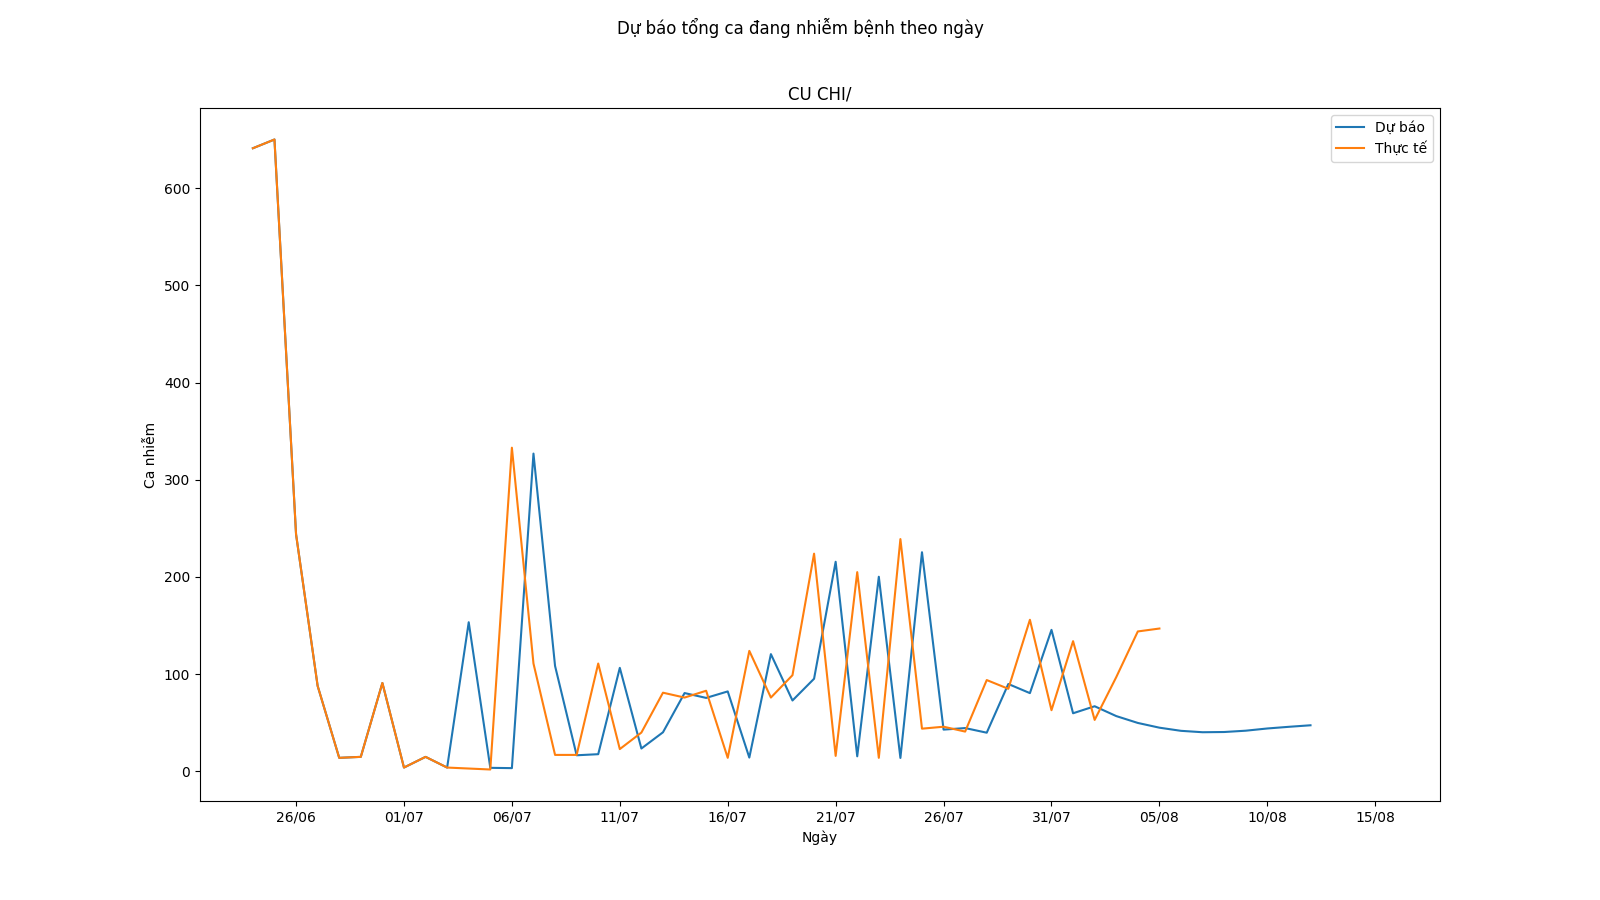 Dự báo tổng ca đang nhiễm bệnh theo ngày
CU CHI/
Dự báo
Thực tế
600
500
400
300
200
100
0
Ca nhiễm
26/06 01/07 06/07 11/07 16/07 21/07 26/07 31/07 05/08 10/08 15/08
Ngày